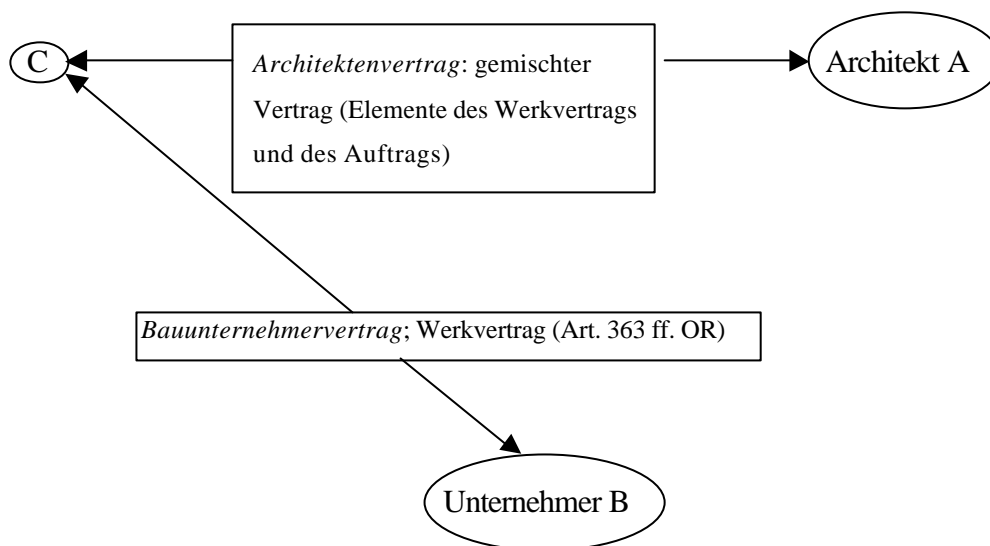 C
Architektenvertrag: gemischter
Vertrag (Elemente des Werkvertrags
und des Auftrags)
Architekt A
Bauunternehmervertrag; Werkvertrag (Art. 363 ff. OR)
Unternehmer B